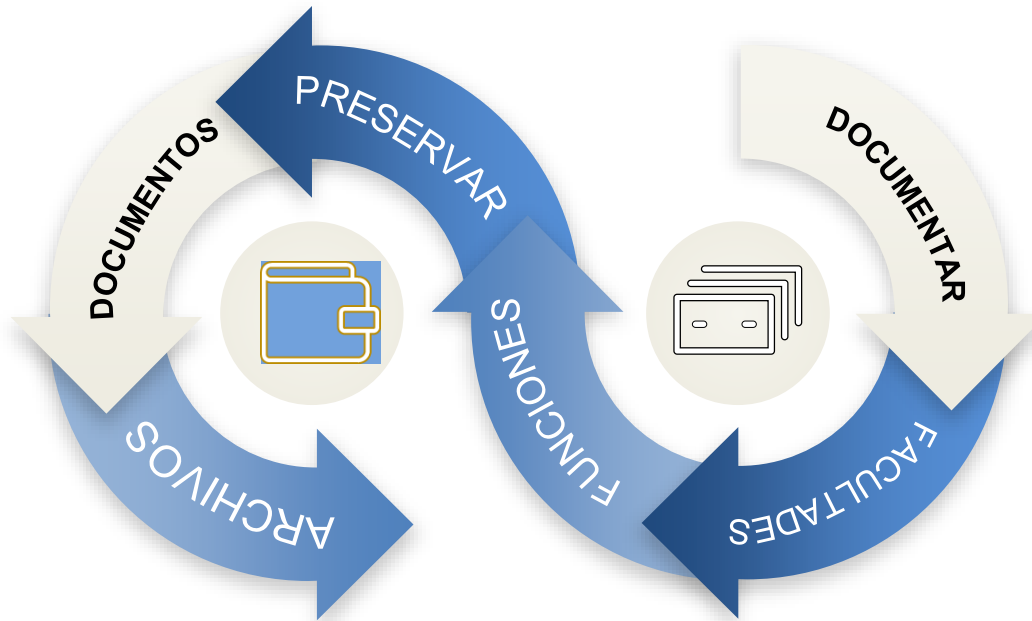 DOCUMENTAR
FACULTADES
FUNCIONES
PRESERVAR
DOCUMENTOS
ARCHIVOS